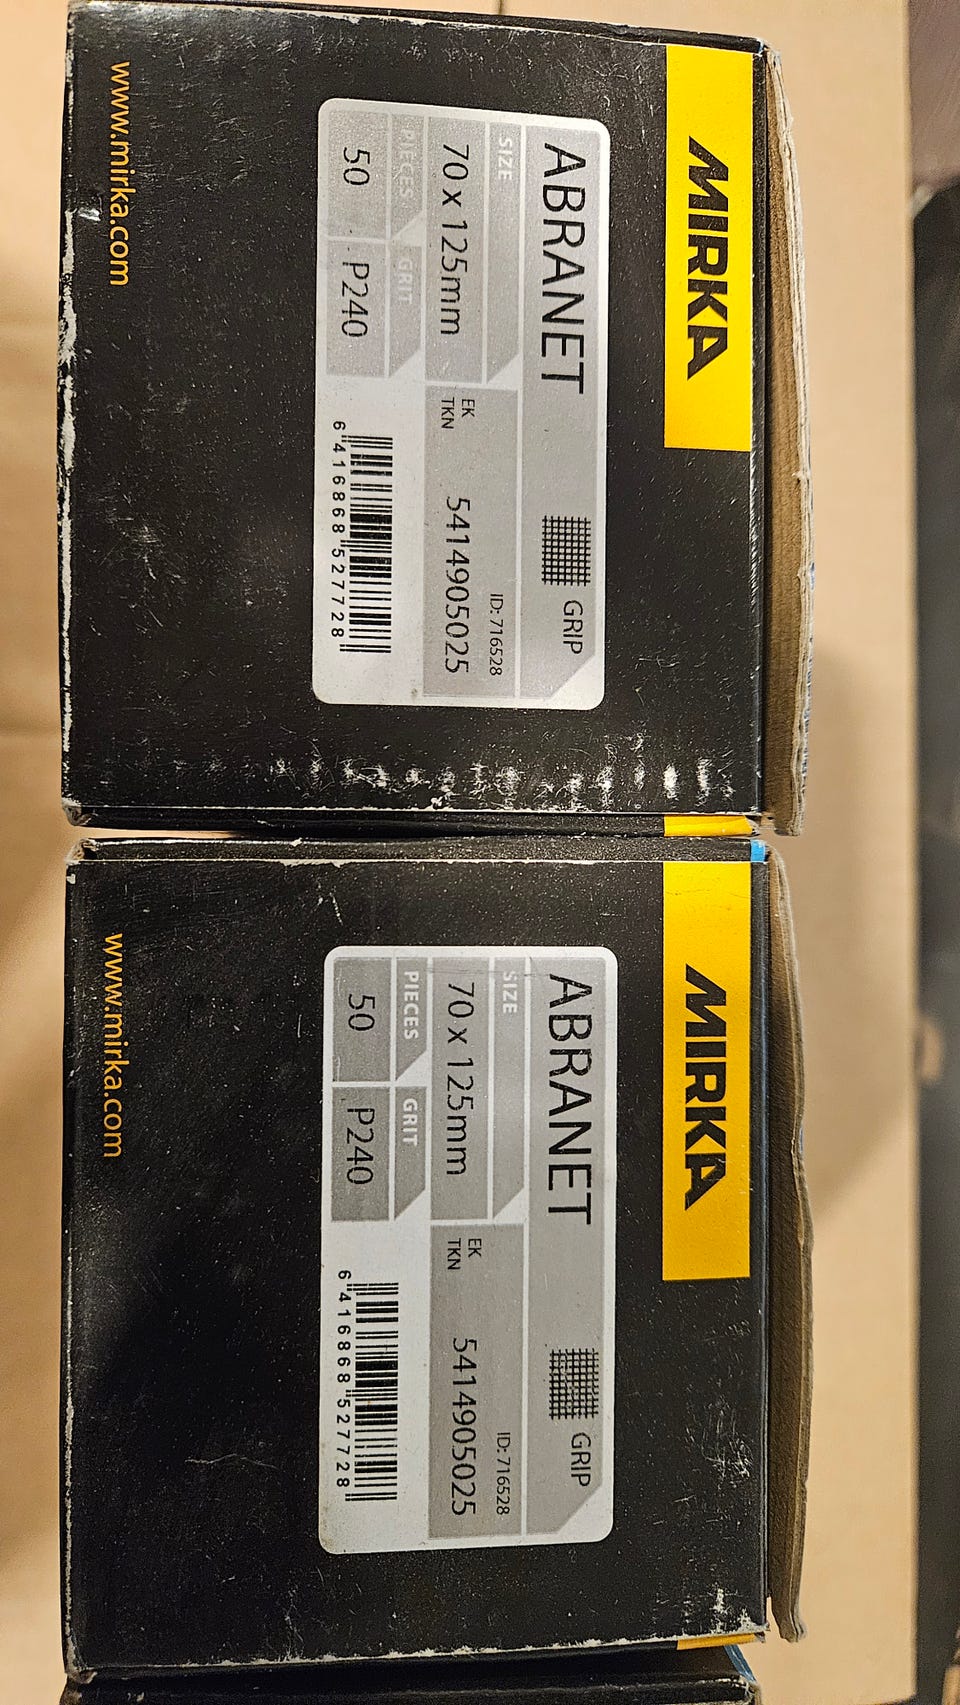 MIRKA
ABRANET GRIP
SIZE ID: 716528
70 x 125mm EK TKN 5414905025
PIECES GRIT
50 P240
6 416868 527728
www.mirka.com
MIRKA
ABRANET GRIP
SIZE ID: 716528
70 x 125mm EK TKN 5414905025
PIECES GRIT
50 P240
6 416868 527728
www.mirka.com